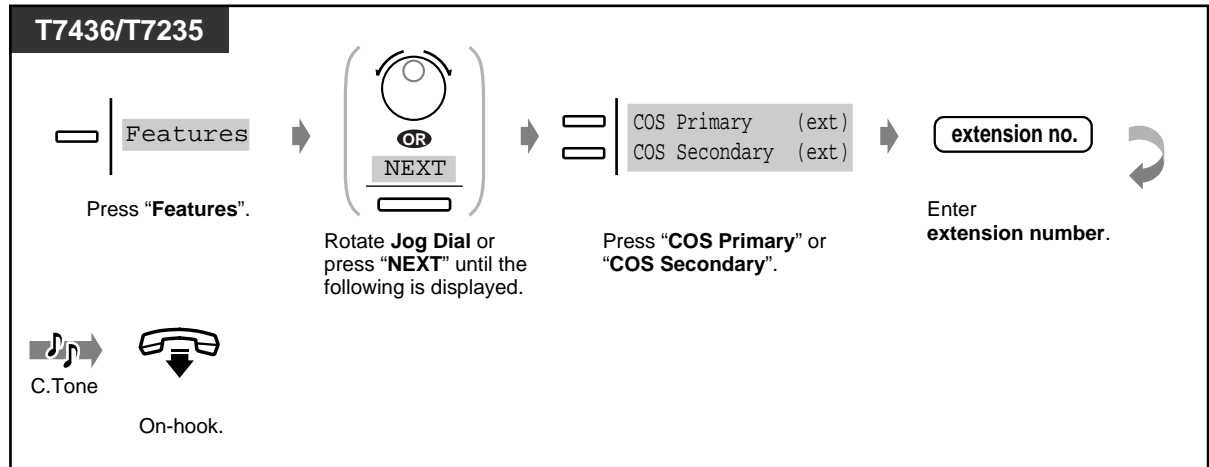 T7436/T7235
Features
OR
NEXT
COS Primary (ext)
COS Secondary (ext)
extension no.
Press “Features”.
Rotate Jog Dial or
press “NEXT” until the
following is displayed.
Press “COS Primary” or
“COS Secondary”.
Enter
extension number.
C.Tone
On-hook.